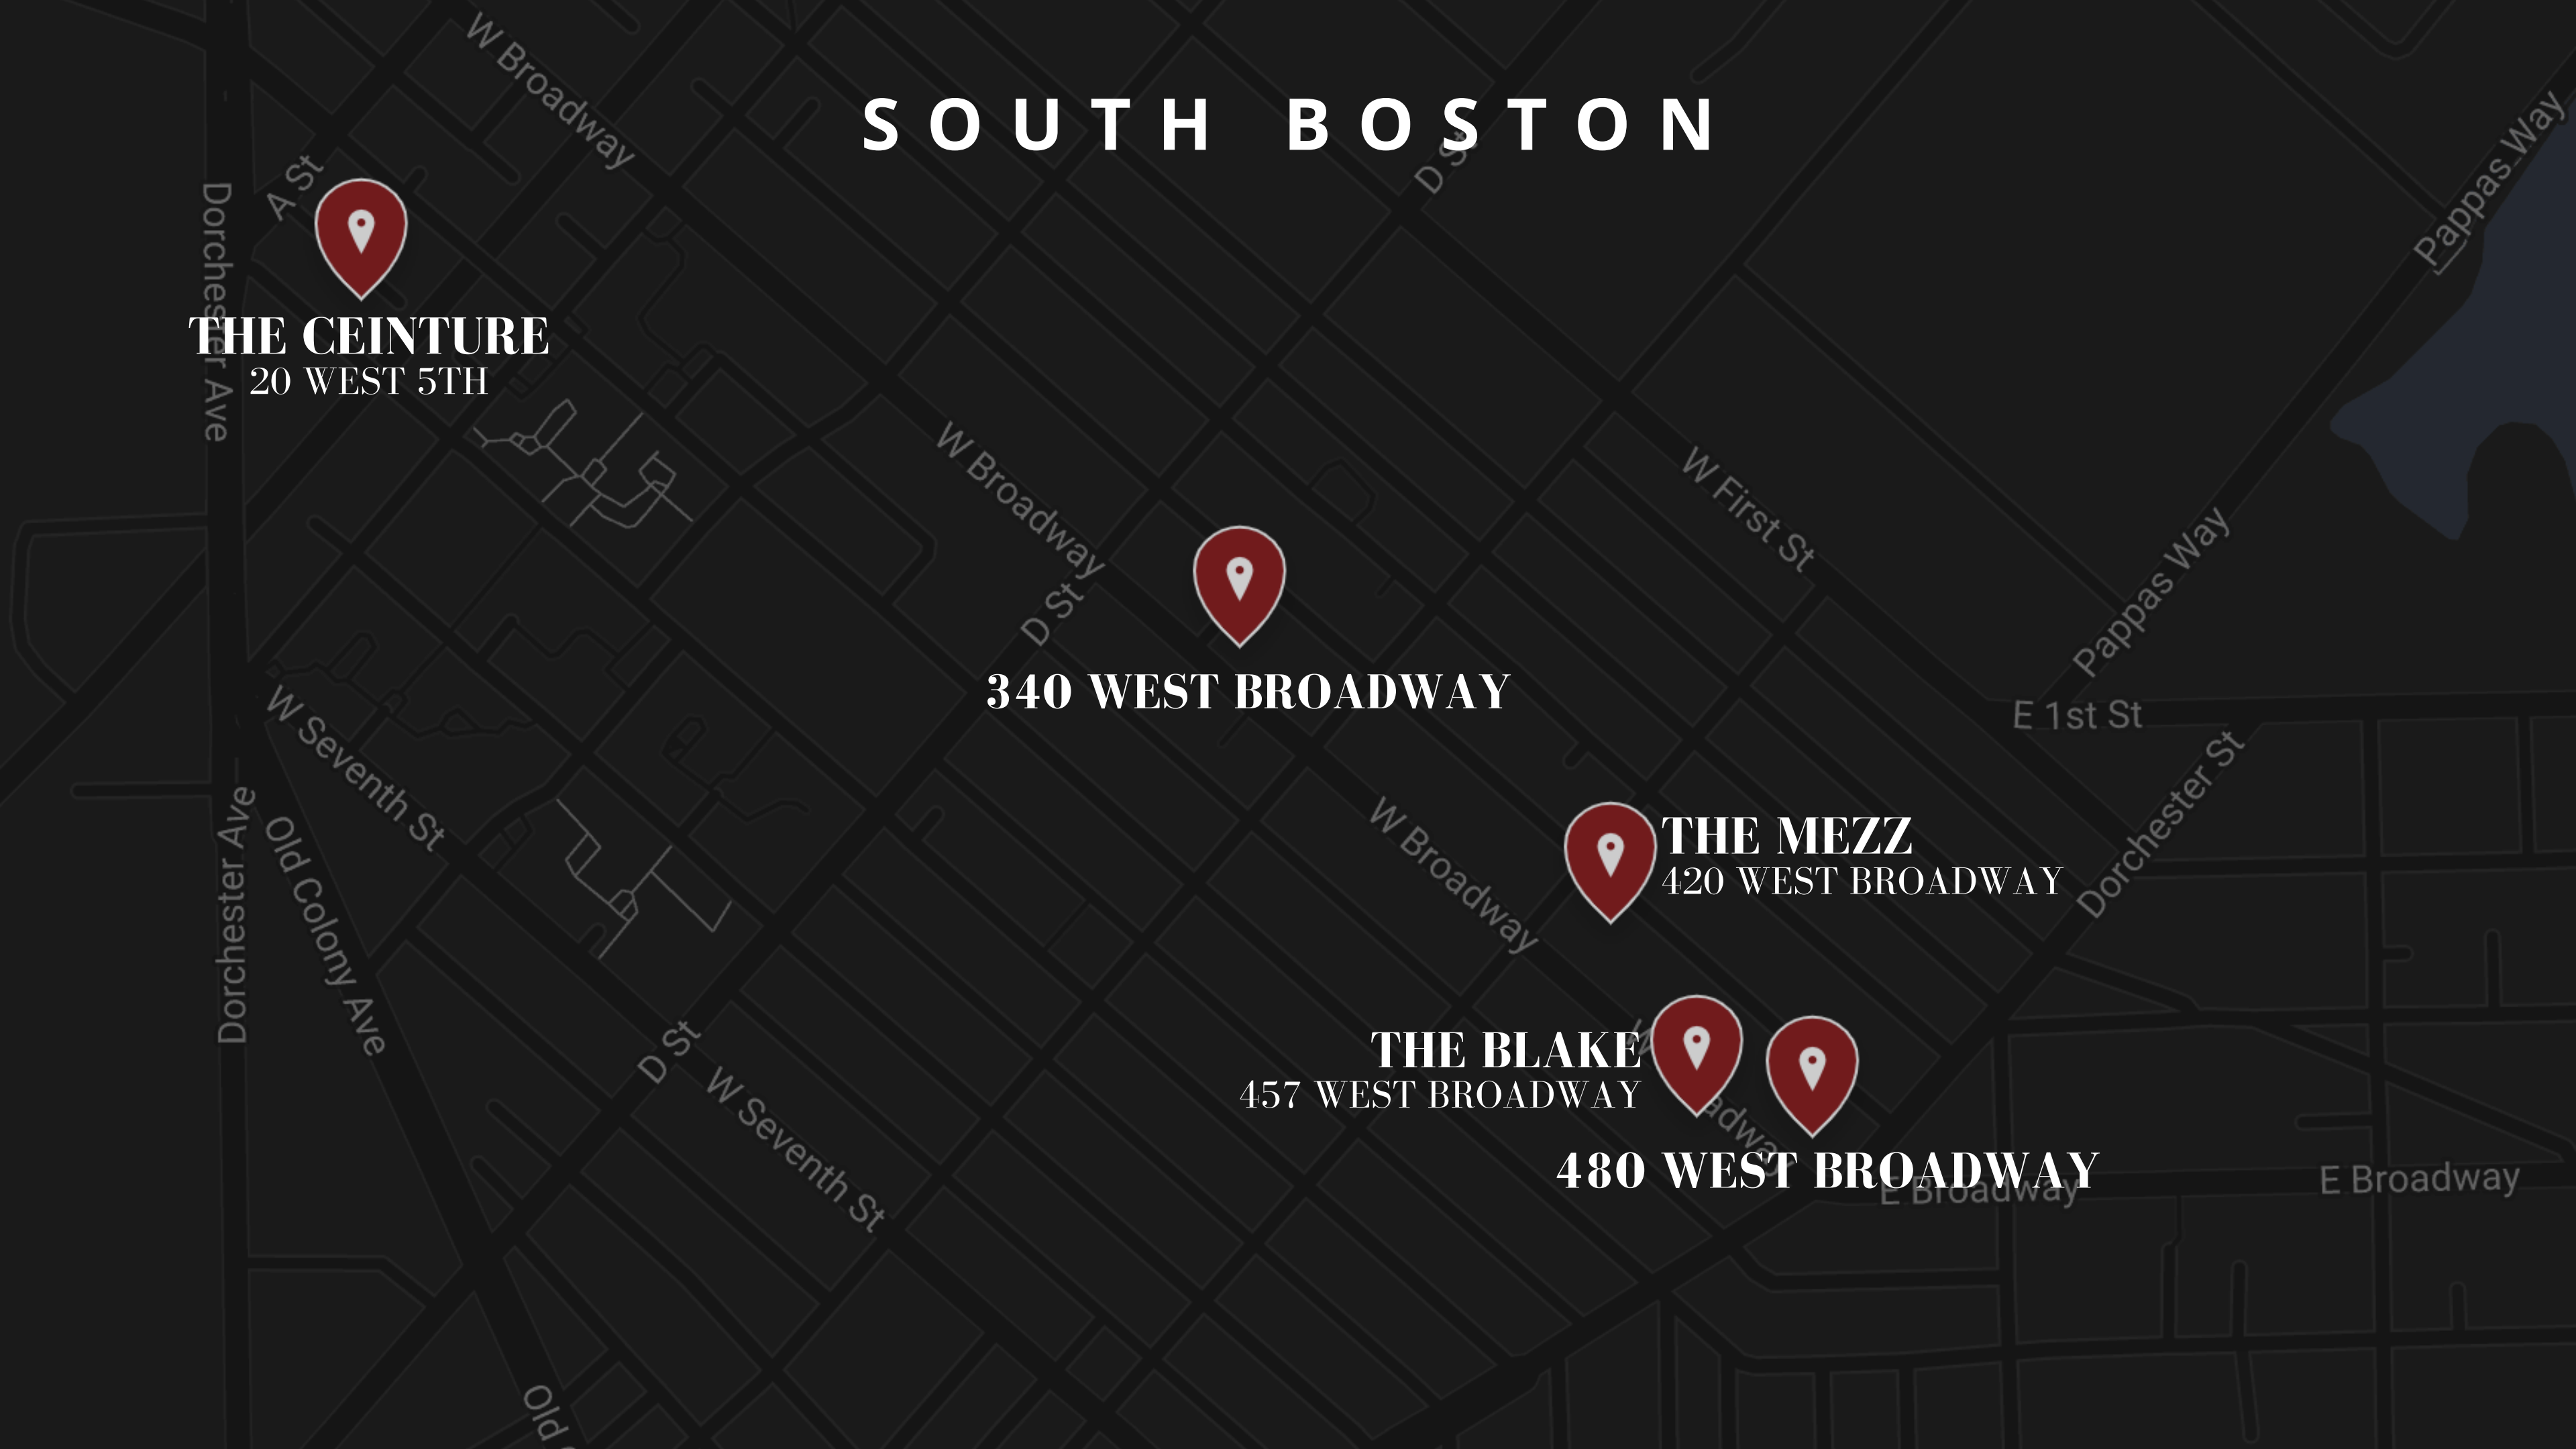 W Broadway
SOUTH BOSTON
D St
Pappas Way
A St
Dorchester Ave
THE CEINTURE
20 WEST 5TH
W Broadway
W First St
D St
Pappas Way
340 WEST BROADWAY
E 1st St
W Seventh St
Dorchester St
W Broadway
THE MEZZ
420 WEST BROADWAY
Dorchester Ave
Old Colony Ave
D St
THE BLAKE
457 WEST BROADWAY
W Seventh St
480 WEST BROADWAY
E Broadway
E Broadway
Old